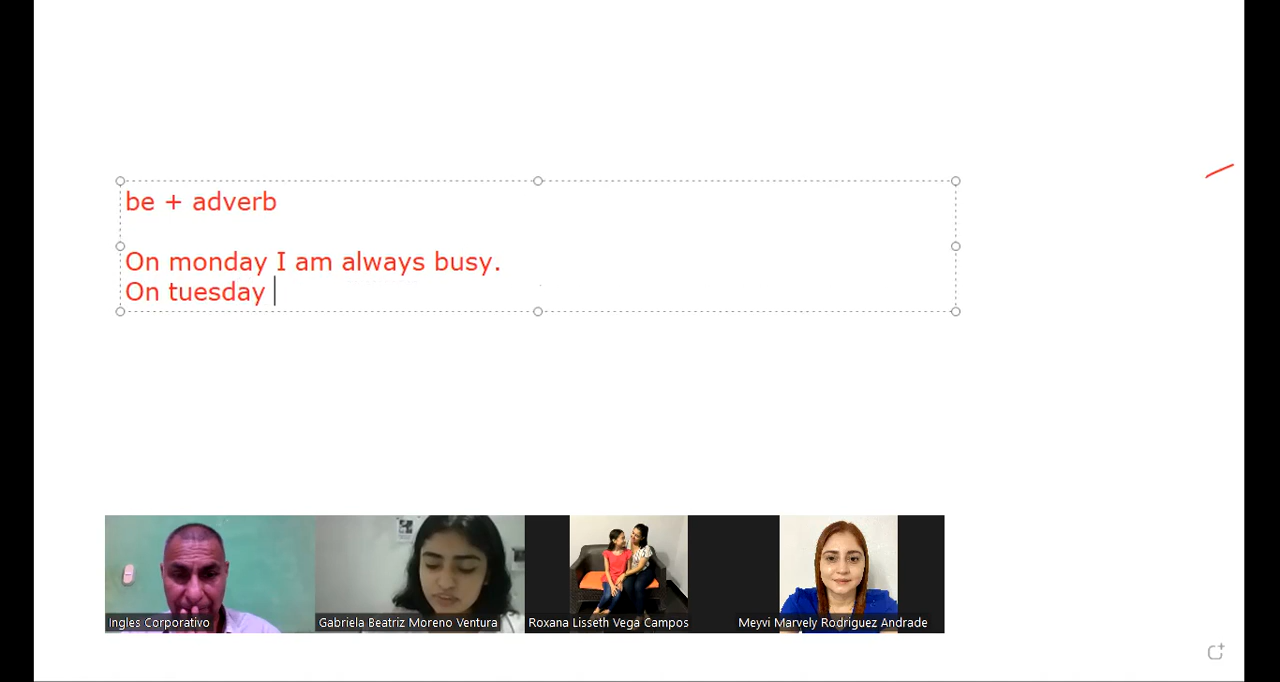 be + adverb
On monday I am always busy.
On tuesday
Ingles Corporativo
Gabriela Beatriz Moreno Ventura
Roxana Lisseth Vega Campos
Meyvi Marvely Rodriguez Andrade